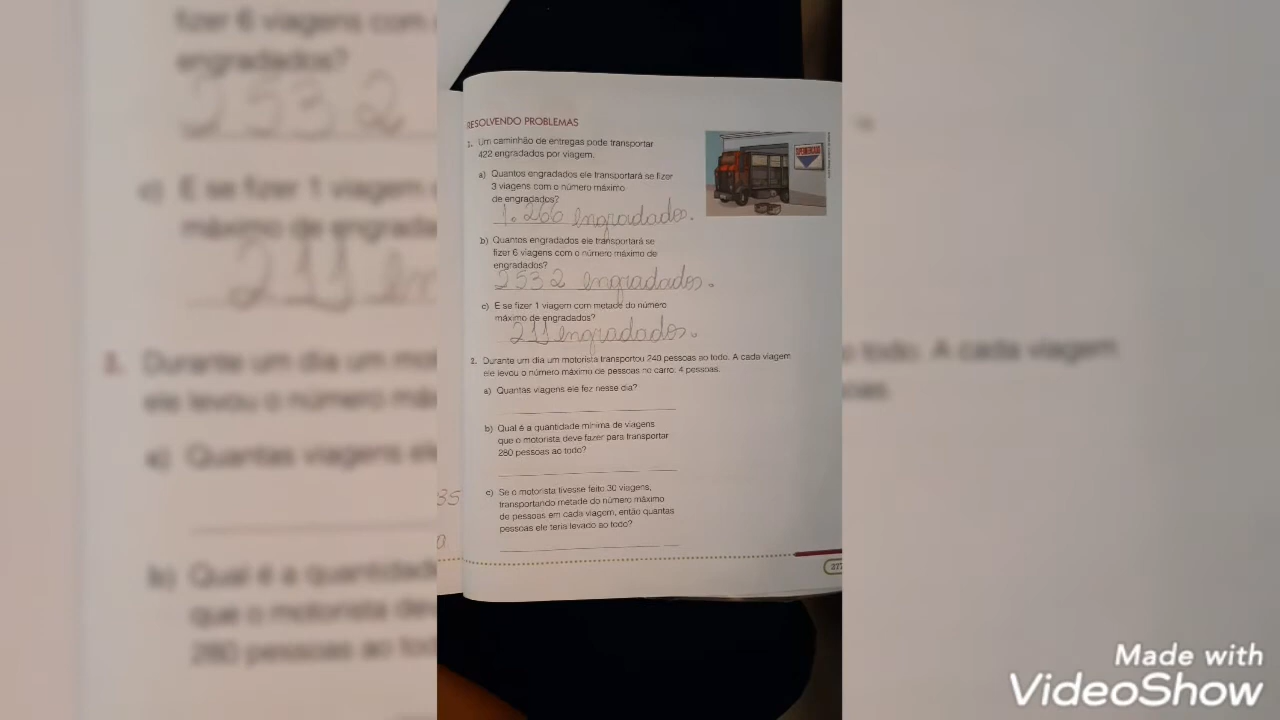 RESOLVENDO PROBLEMAS
1. Um caminhão de entregas pode transportar
422 engradados por viagem.
a) Quantos engradados ele transportará se fizer
3 viagens com o número máximo
de engradados?
1.266 engradados.
b) Quantos engradados ele transportará se
fizer 6 viagens com o número máximo de
engradados?
2532 engradados.
c) E se fizer 1 viagem com metade do número
máximo de engradados?
211 engradados.
2. Durante um dia um motorista transportou 240 pessoas ao todo. A cada viagem
ele levou o número máximo de pessoas no carro: 4 pessoas.
a) Quantas viagens ele fez nesse dia?
b) Qual é a quantidade mínima de viagens
que o motorista deve fazer para transportar
280 pessoas ao todo?
c) Se o motorista tivesse feito 30 viagens,
transportando metade do número máximo
de pessoas em cada viagem, então quantas
pessoas ele teria levado ao todo?
35
0
Made with
VideoShow